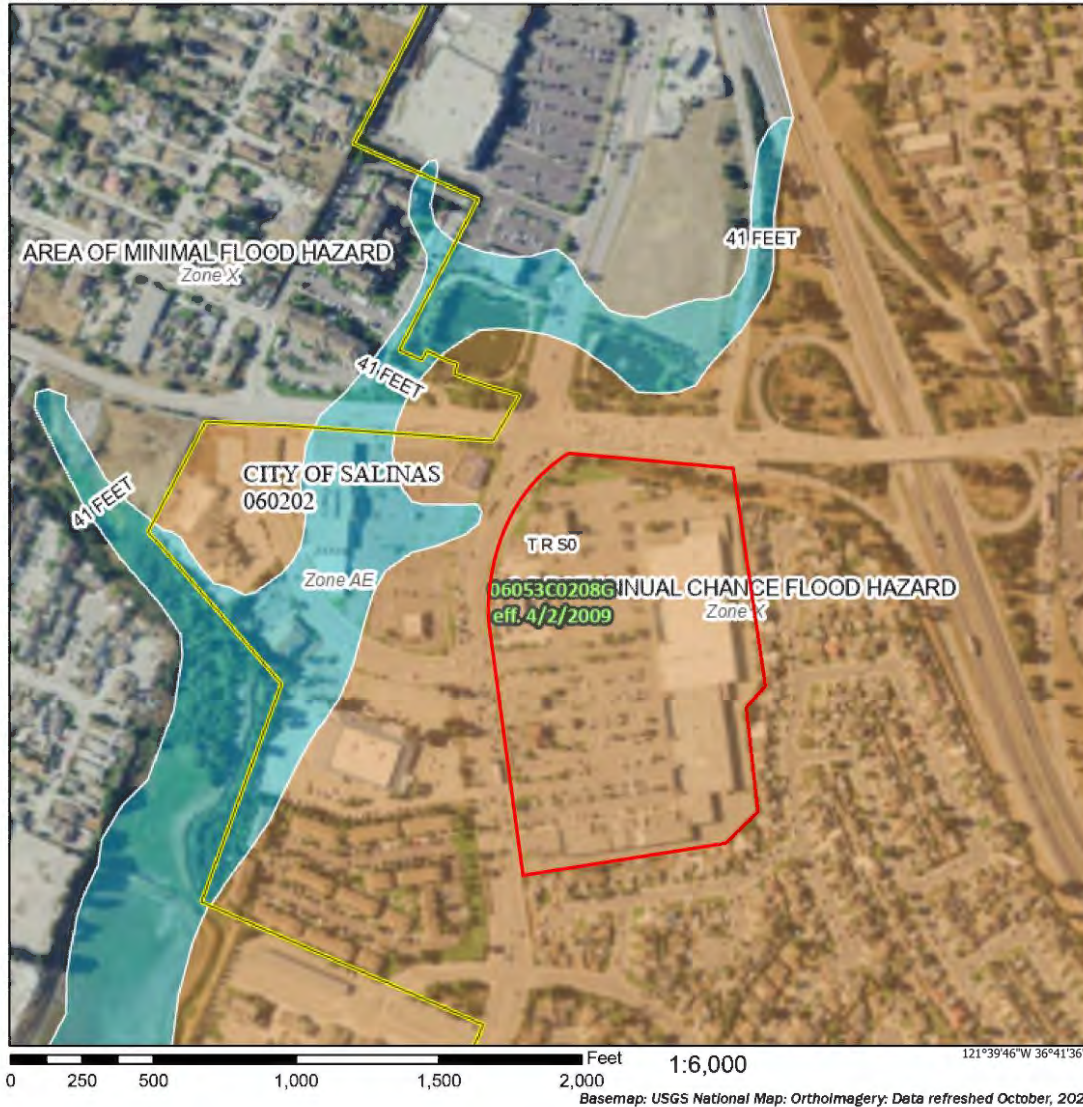 41 FEET
AREA OF MINIMAL FLOOD HAZARD
Zone X
41 FEET
CITY OF SALINAS
060202
41 FEET
T R S0
06053C0208G
eff. 4/2/2009
ANNUAL CHANCE FLOOD HAZARD
Zone X
Zone AE
0 250 500 1,000 1,500 2,000 Feet
1:6,000
121°39'46"W 36°41'36
Basemap: USGS National Map: Orthoimagery: Data refreshed October, 202